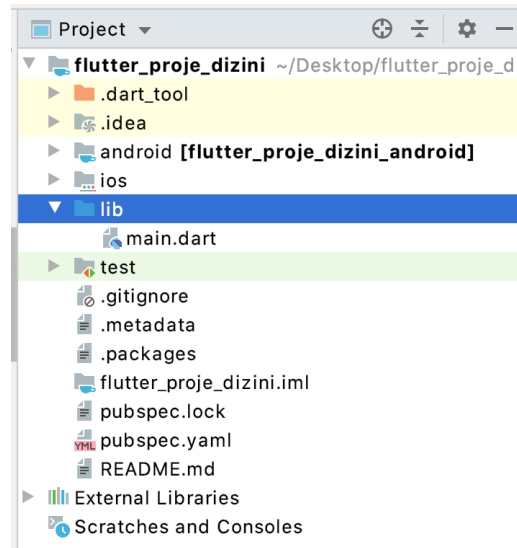 Project
flutter_proje_dizini ~/Desktop/flutter_proje_d
.dart_tool
.idea
android [flutter_proje_dizini_android]
ios
lib
main.dart
test
.gitignore
.metadata
.packages
flutter_proje_dizini.iml
pubspec.lock
YML pubspec.yaml
README.md
External Libraries
Scratches and Consoles